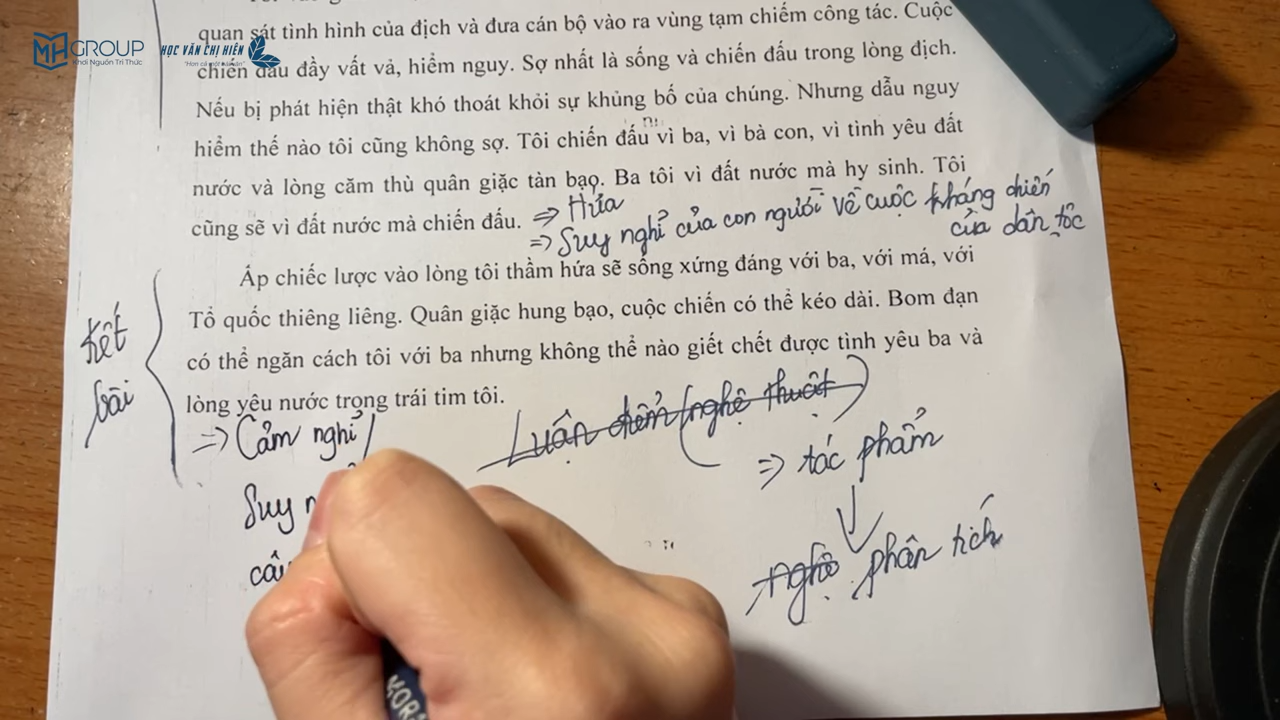 MH GROUP
Khơi Nguồn Tri Thức
HỌC VĂN CHỊ HIÊN
quan sát tình hình của địch và đưa cán bộ vào ra vùng tạm chiếm công tác. Cuộc
chiến đấu đầy vất vả, hiểm nguy. Sợ nhất là sống và chiến đấu trong lòng địch.
Nếu bị phát hiện thật khó thoát khỏi sự khủng bố của chúng. Nhưng dẫu nguy
hiểm thế nào tôi cũng không sợ. Tôi chiến đấu vì ba, vì bà con, vì tình yêu đất
nước và lòng căm thù quân giặc tàn bạo. Ba tôi vì đất nước mà hy sinh. Tôi
cũng sẽ vì đất nước mà chiến đấu. => Hứa
=> Suy nghĩ của con người về cuộc kháng chiến
của dân tộc
Áp chiếc lược vào lòng tôi thầm hứa sẽ sống xứng đáng với ba, với má, với
Tổ quốc thiêng liêng. Quân giặc hung bạo, cuộc chiến có thể kéo dài. Bom đạn
có thể ngăn cách tôi với ba nhưng không thể nào giết chết được tình yêu ba và
lòng yêu nước trong trái tim tôi.
Kết
bài
=> Cảm nghĩ /
Suy n
câu
Luận điểm (nghệ thuật)
=> tác phẩm
nghệ phân tích
KOR